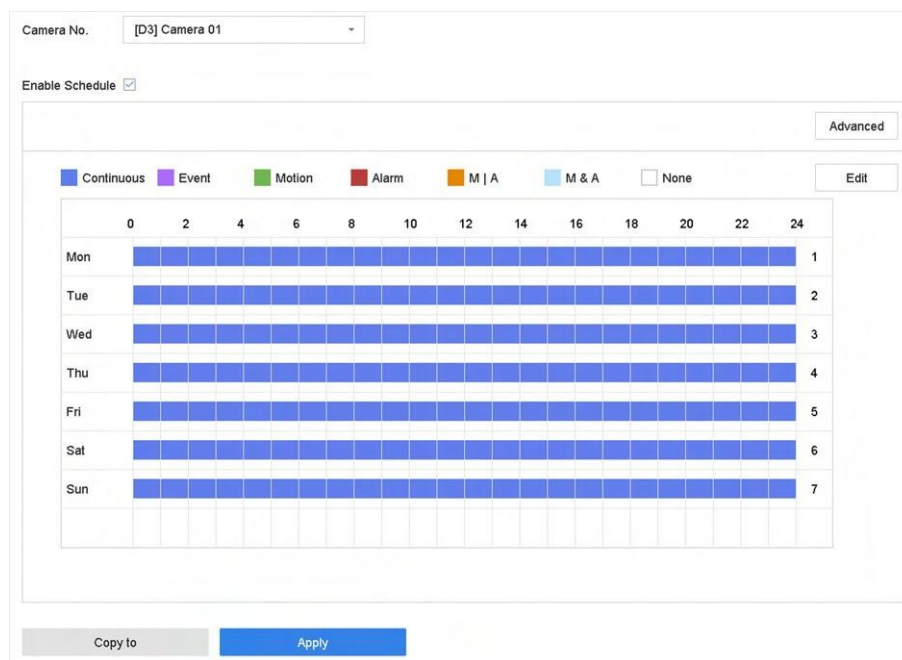 Camera No. [D3] Camera 01
Enable Schedule
Advanced
Continuous Event Motion Alarm M | A M & A None Edit
0 2 4 6 8 10 12 14 16 18 20 22 24
Mon 1
Tue 2
Wed 3
Thu 4
Fri 5
Sat 6
Sun 7
Copy to Apply